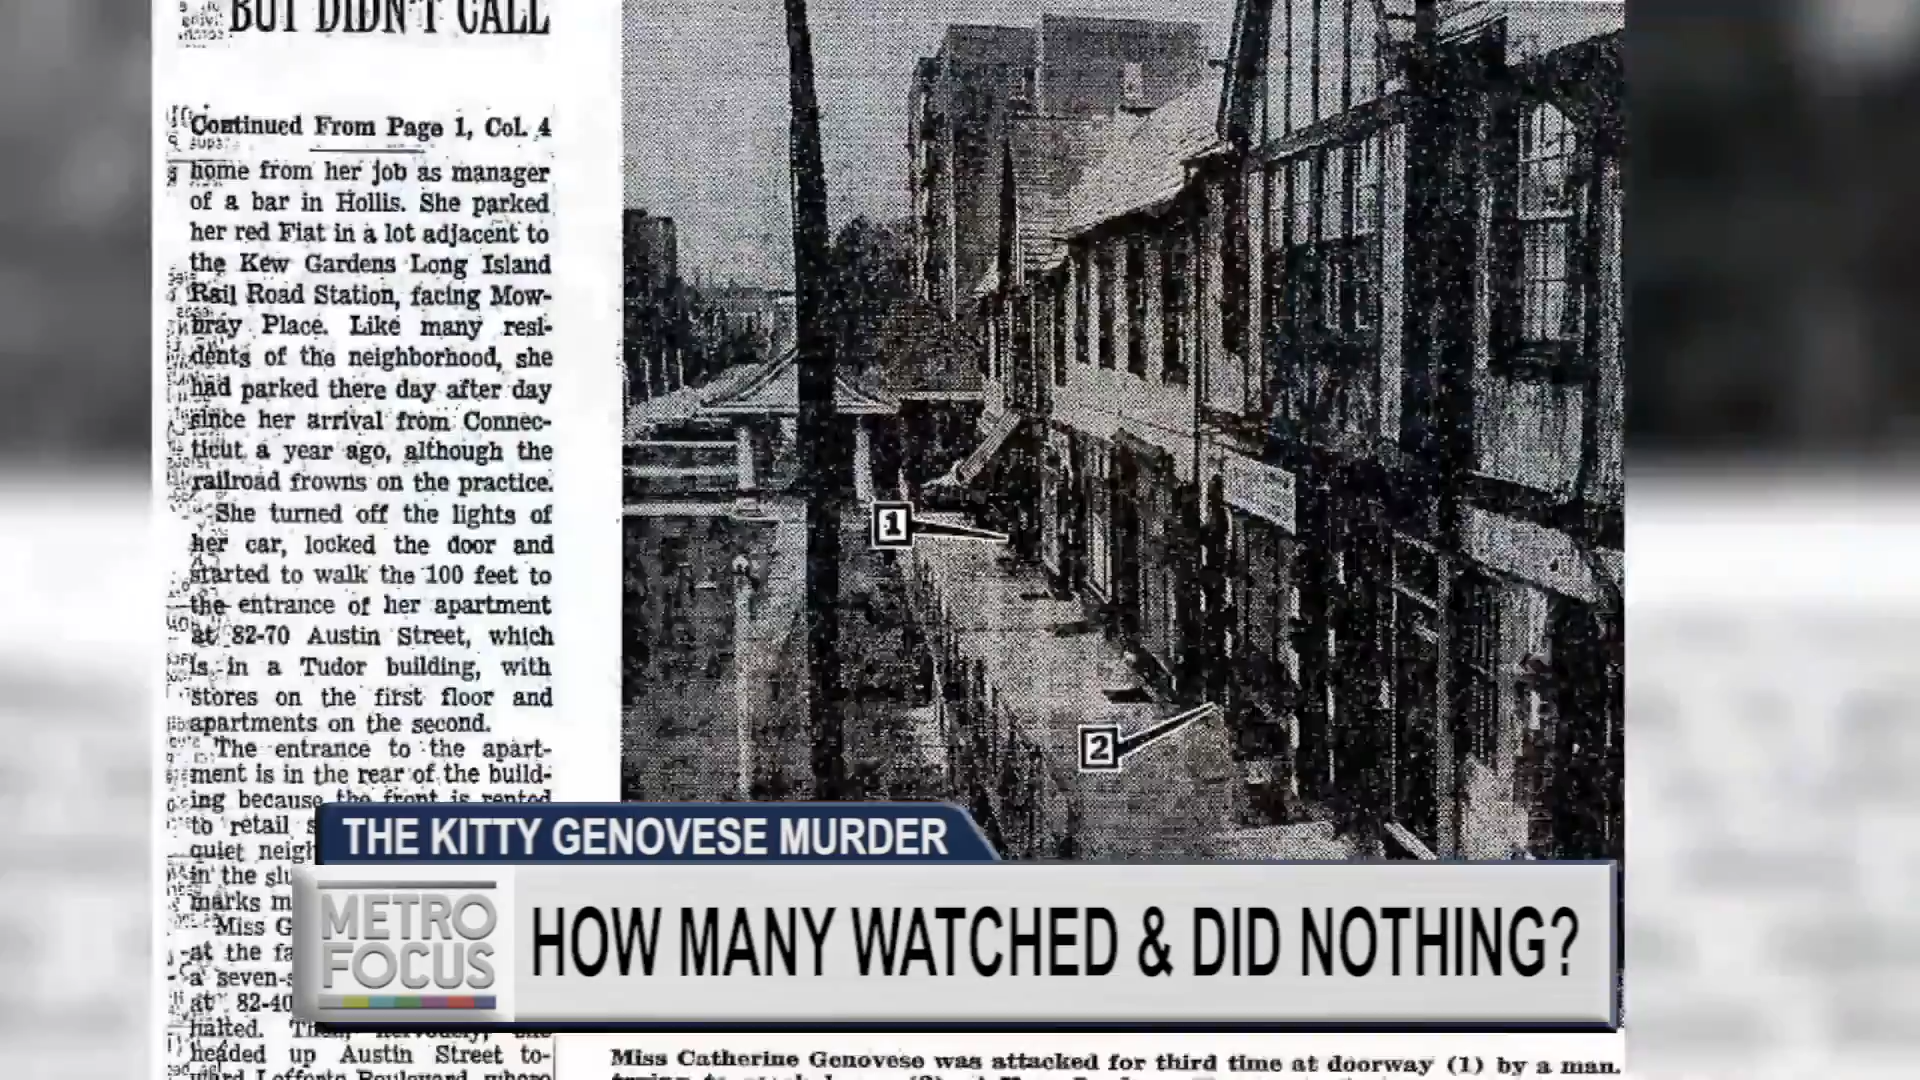 BUT DIDN'T CALL
Continued From Page 1, Col. 4
home from her job as manager
of a bar in Hollis. She parked
her red Fiat in a lot adjacent to
the Kew Gardens Long Island
Rail Road Station, facing Mow-
bray Place. Like many resi-
dents of the neighborhood, she
had parked there day after day
since her arrival from Connec-
ticut a year ago, although the
railroad frowns on the practice.
She turned off the lights of
her car, locked the door and
started to walk the 100 feet to
the entrance of her apartment
at 82-70 Austin Street, which
is in a Tudor building, with
stores on the first floor and
apartments on the second.
The entrance to the apart-
ment is in the rear of the build-
ing because the front is rented
to retail
quiet
in the
marks
Miss
at the
a
at 82-40
halted.
headed up Austin Street to-
1
2
THE KITTY GENOVESE MURDER
METRO
FOCUS
HOW MANY WATCHED & DID NOTHING?
Miss Catherine Genovese was attacked for third time at doorway (1) by a man.